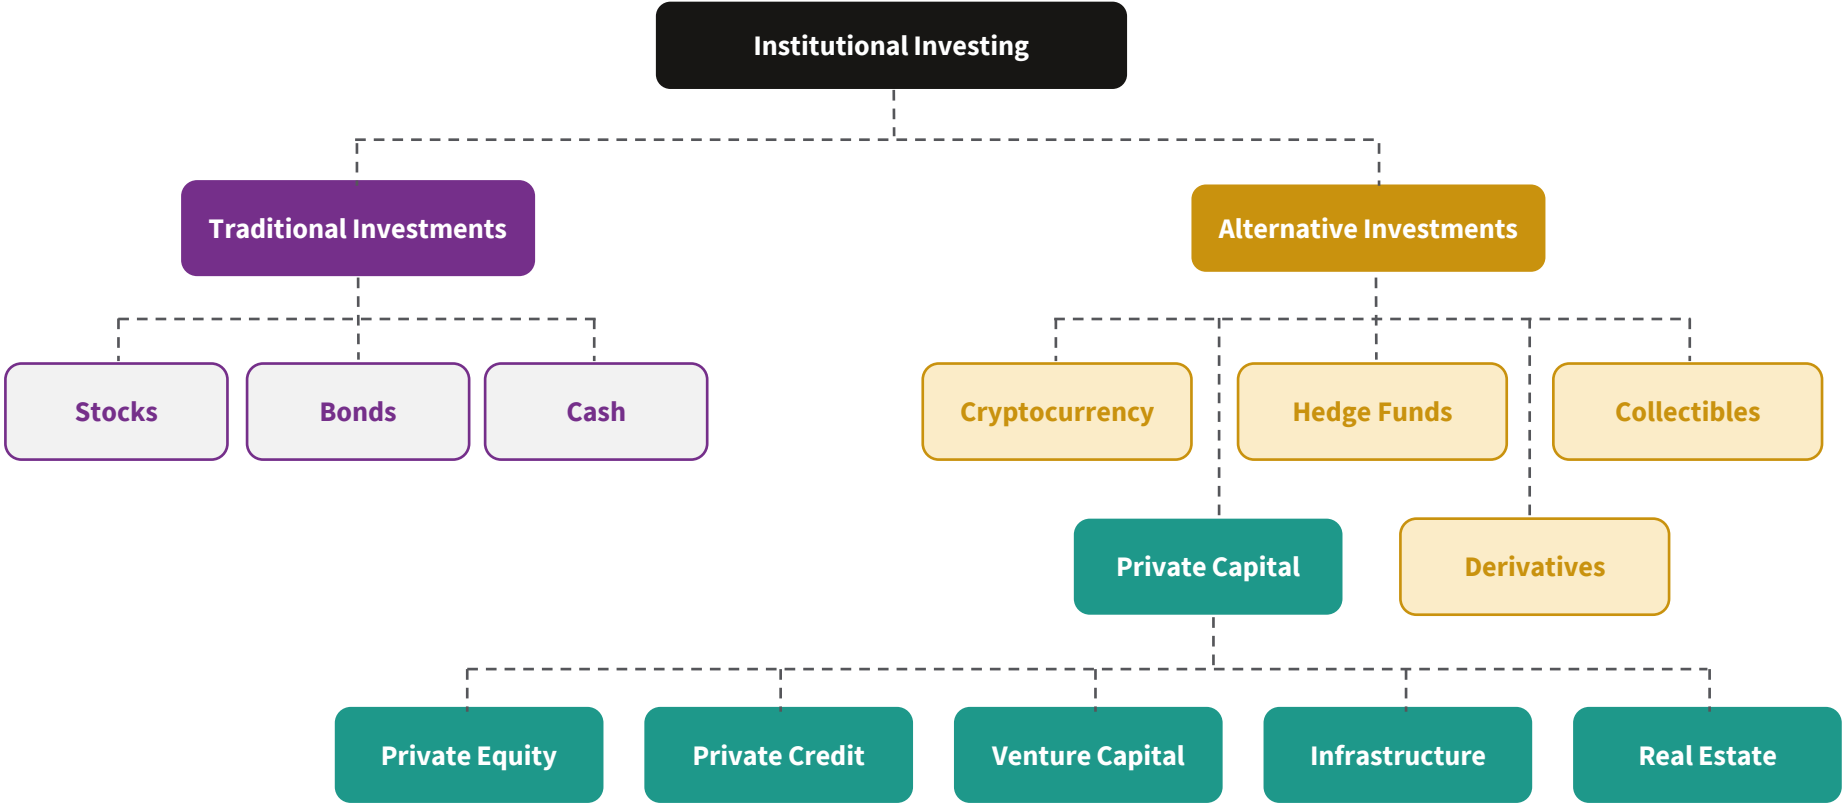 Institutional Investing
Traditional Investments
Alternative Investments
Stocks
Bonds
Cash
Cryptocurrency
Hedge Funds
Collectibles
Private Capital
Derivatives
Private Equity
Private Credit
Venture Capital
Infrastructure
Real Estate